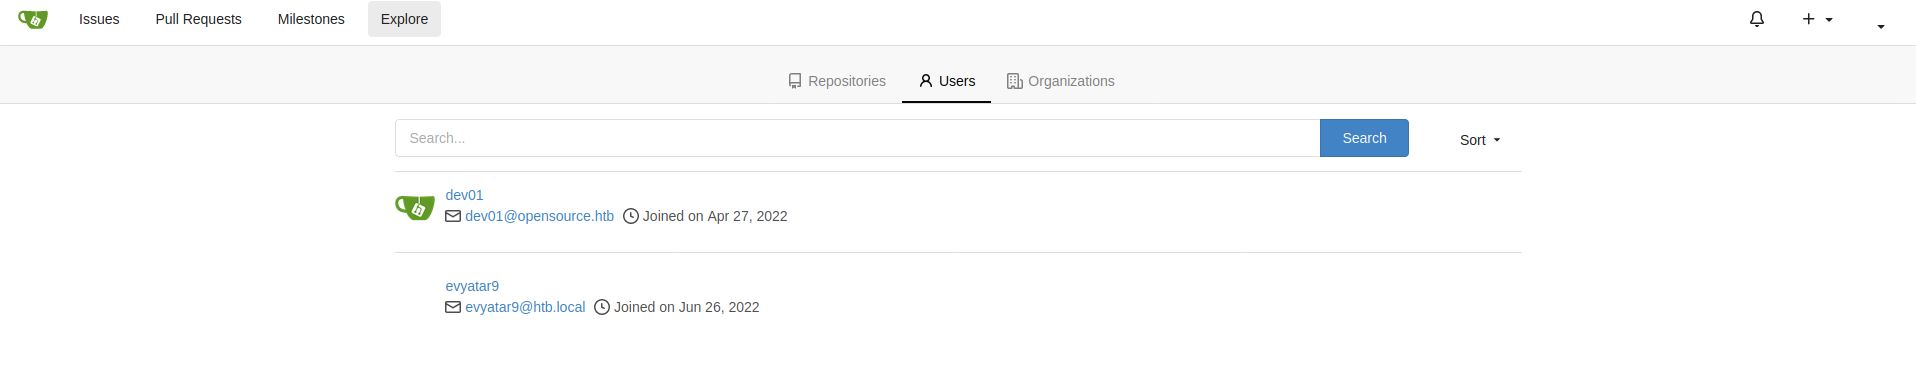 Issues Pull Requests Milestones Explore
Repositories Users Organizations
Search... Search Sort
dev01
dev01@opensource.htb Joined on Apr 27, 2022
evyatar9
evyatar9@htb.local Joined on Jun 26, 2022